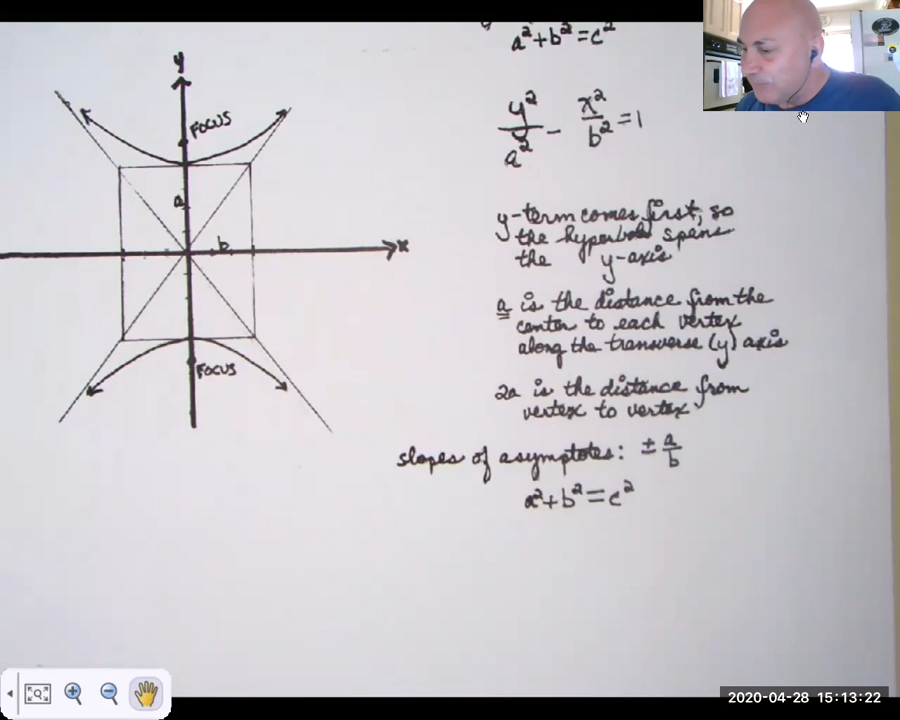 a²+b²=c²
y
FOCUS
y²/a² - x²/b² = 1
a
y-term comes first, so
the hyperbola spans
the y-axis
b
x
a is the distance from the
center to each vertex
along the transverse (y) axis
FOCUS
2a is the distance from
vertex to vertex
slopes of asymptotes: ± a/b
a²+b²=c²
2020-04-28 15:13:22